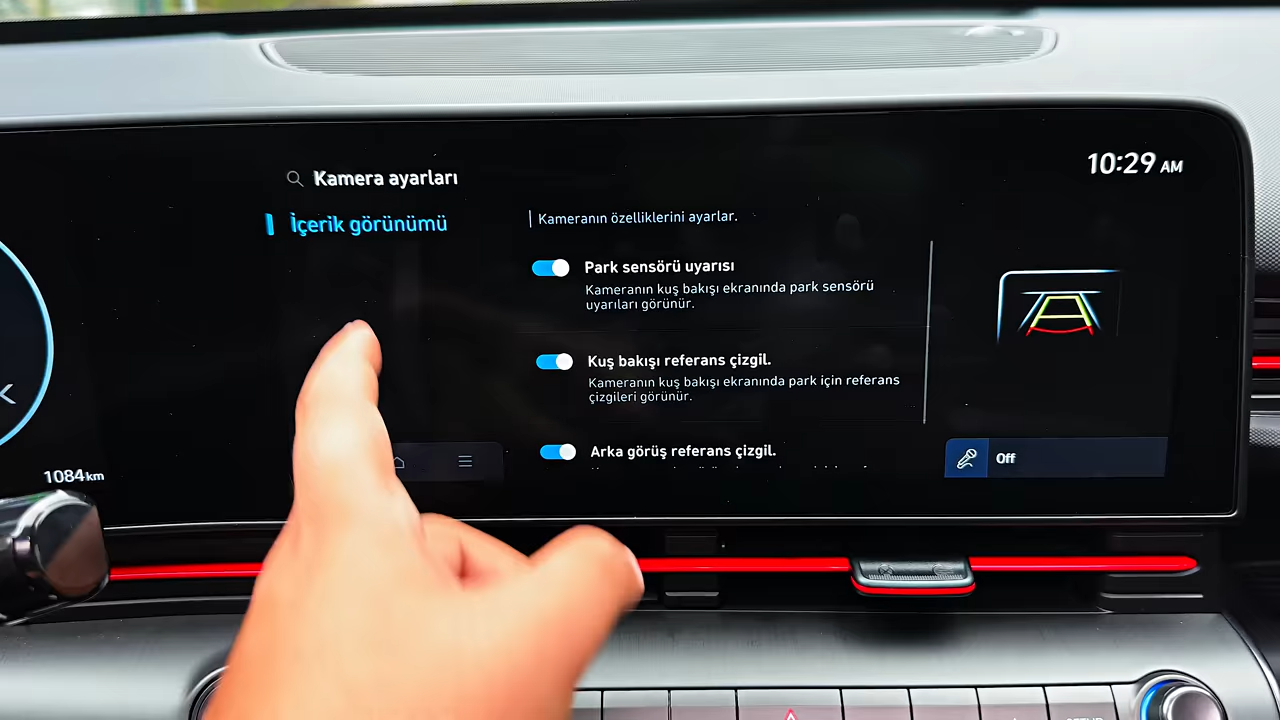 10:29 AM
Kamera ayarları
İçerik görünümü
Kameranın özelliklerini ayarlar.
Park sensörü uyarısı
Kameranın kuş bakışı ekranında park sensörü
uyarıları görünür.
Kuş bakışı referans çizgil.
Kameranın kuş bakışı ekranında park için referans
çizgileri görünür.
Arka görüş referans çizgil.
Off
1084 km